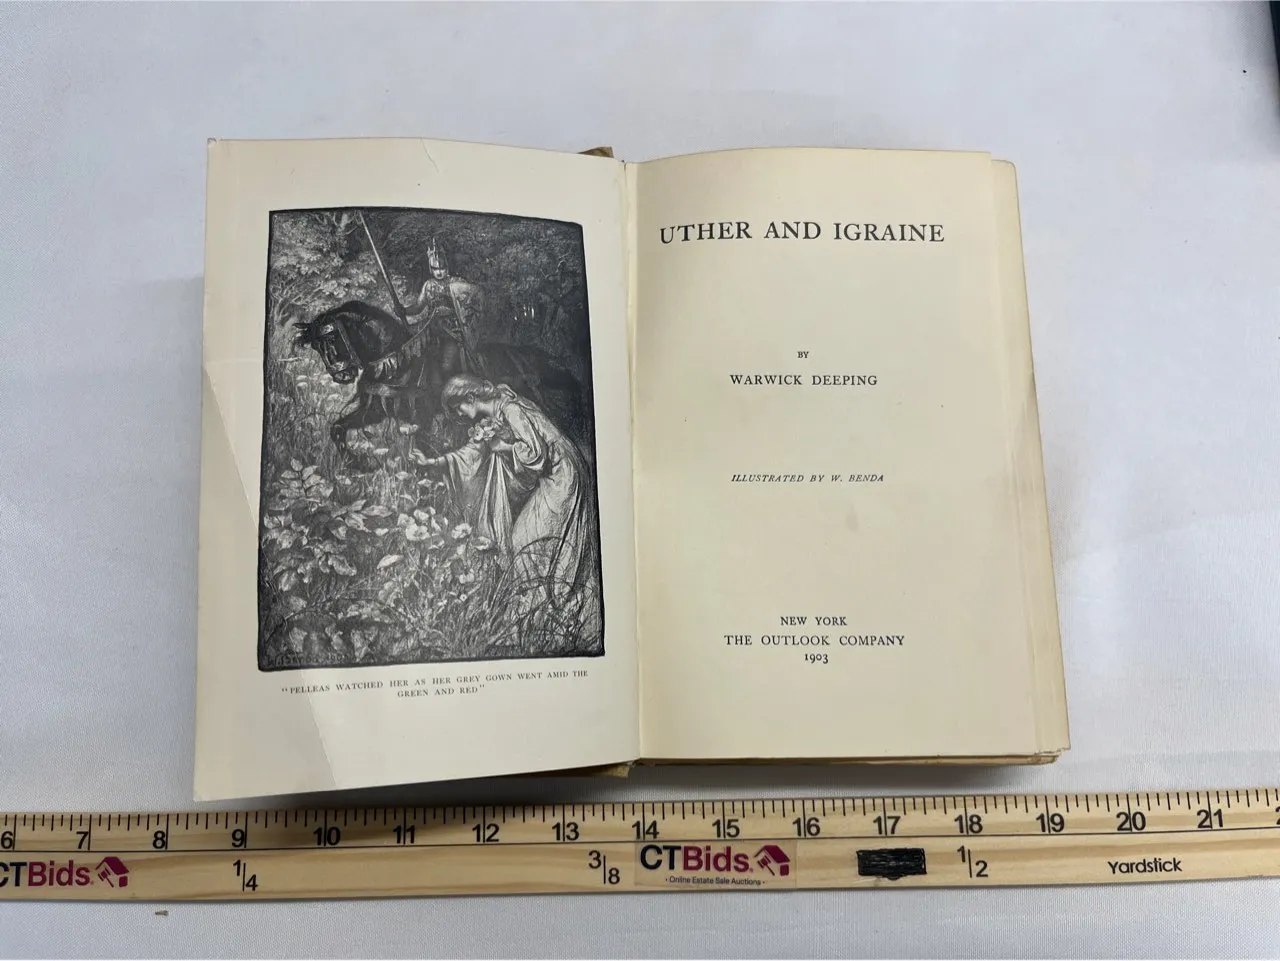 "PELLEAS WATCHED HER AS HER GREY GOWN WENT AMID THE
GREEN AND RED"
UTHER AND IGRAINE
BY
WARWICK DEEPING
ILLUSTRATED BY W. BENDA
NEW YORK
THE OUTLOOK COMPANY
1903
6 7 8 9 10 11 12 13 14 15 16 17 18 19 20 21 2
CTBids 1/4 3/8 CTBids 1/2 Yardstick
· Online Estate Sale Auctions ·